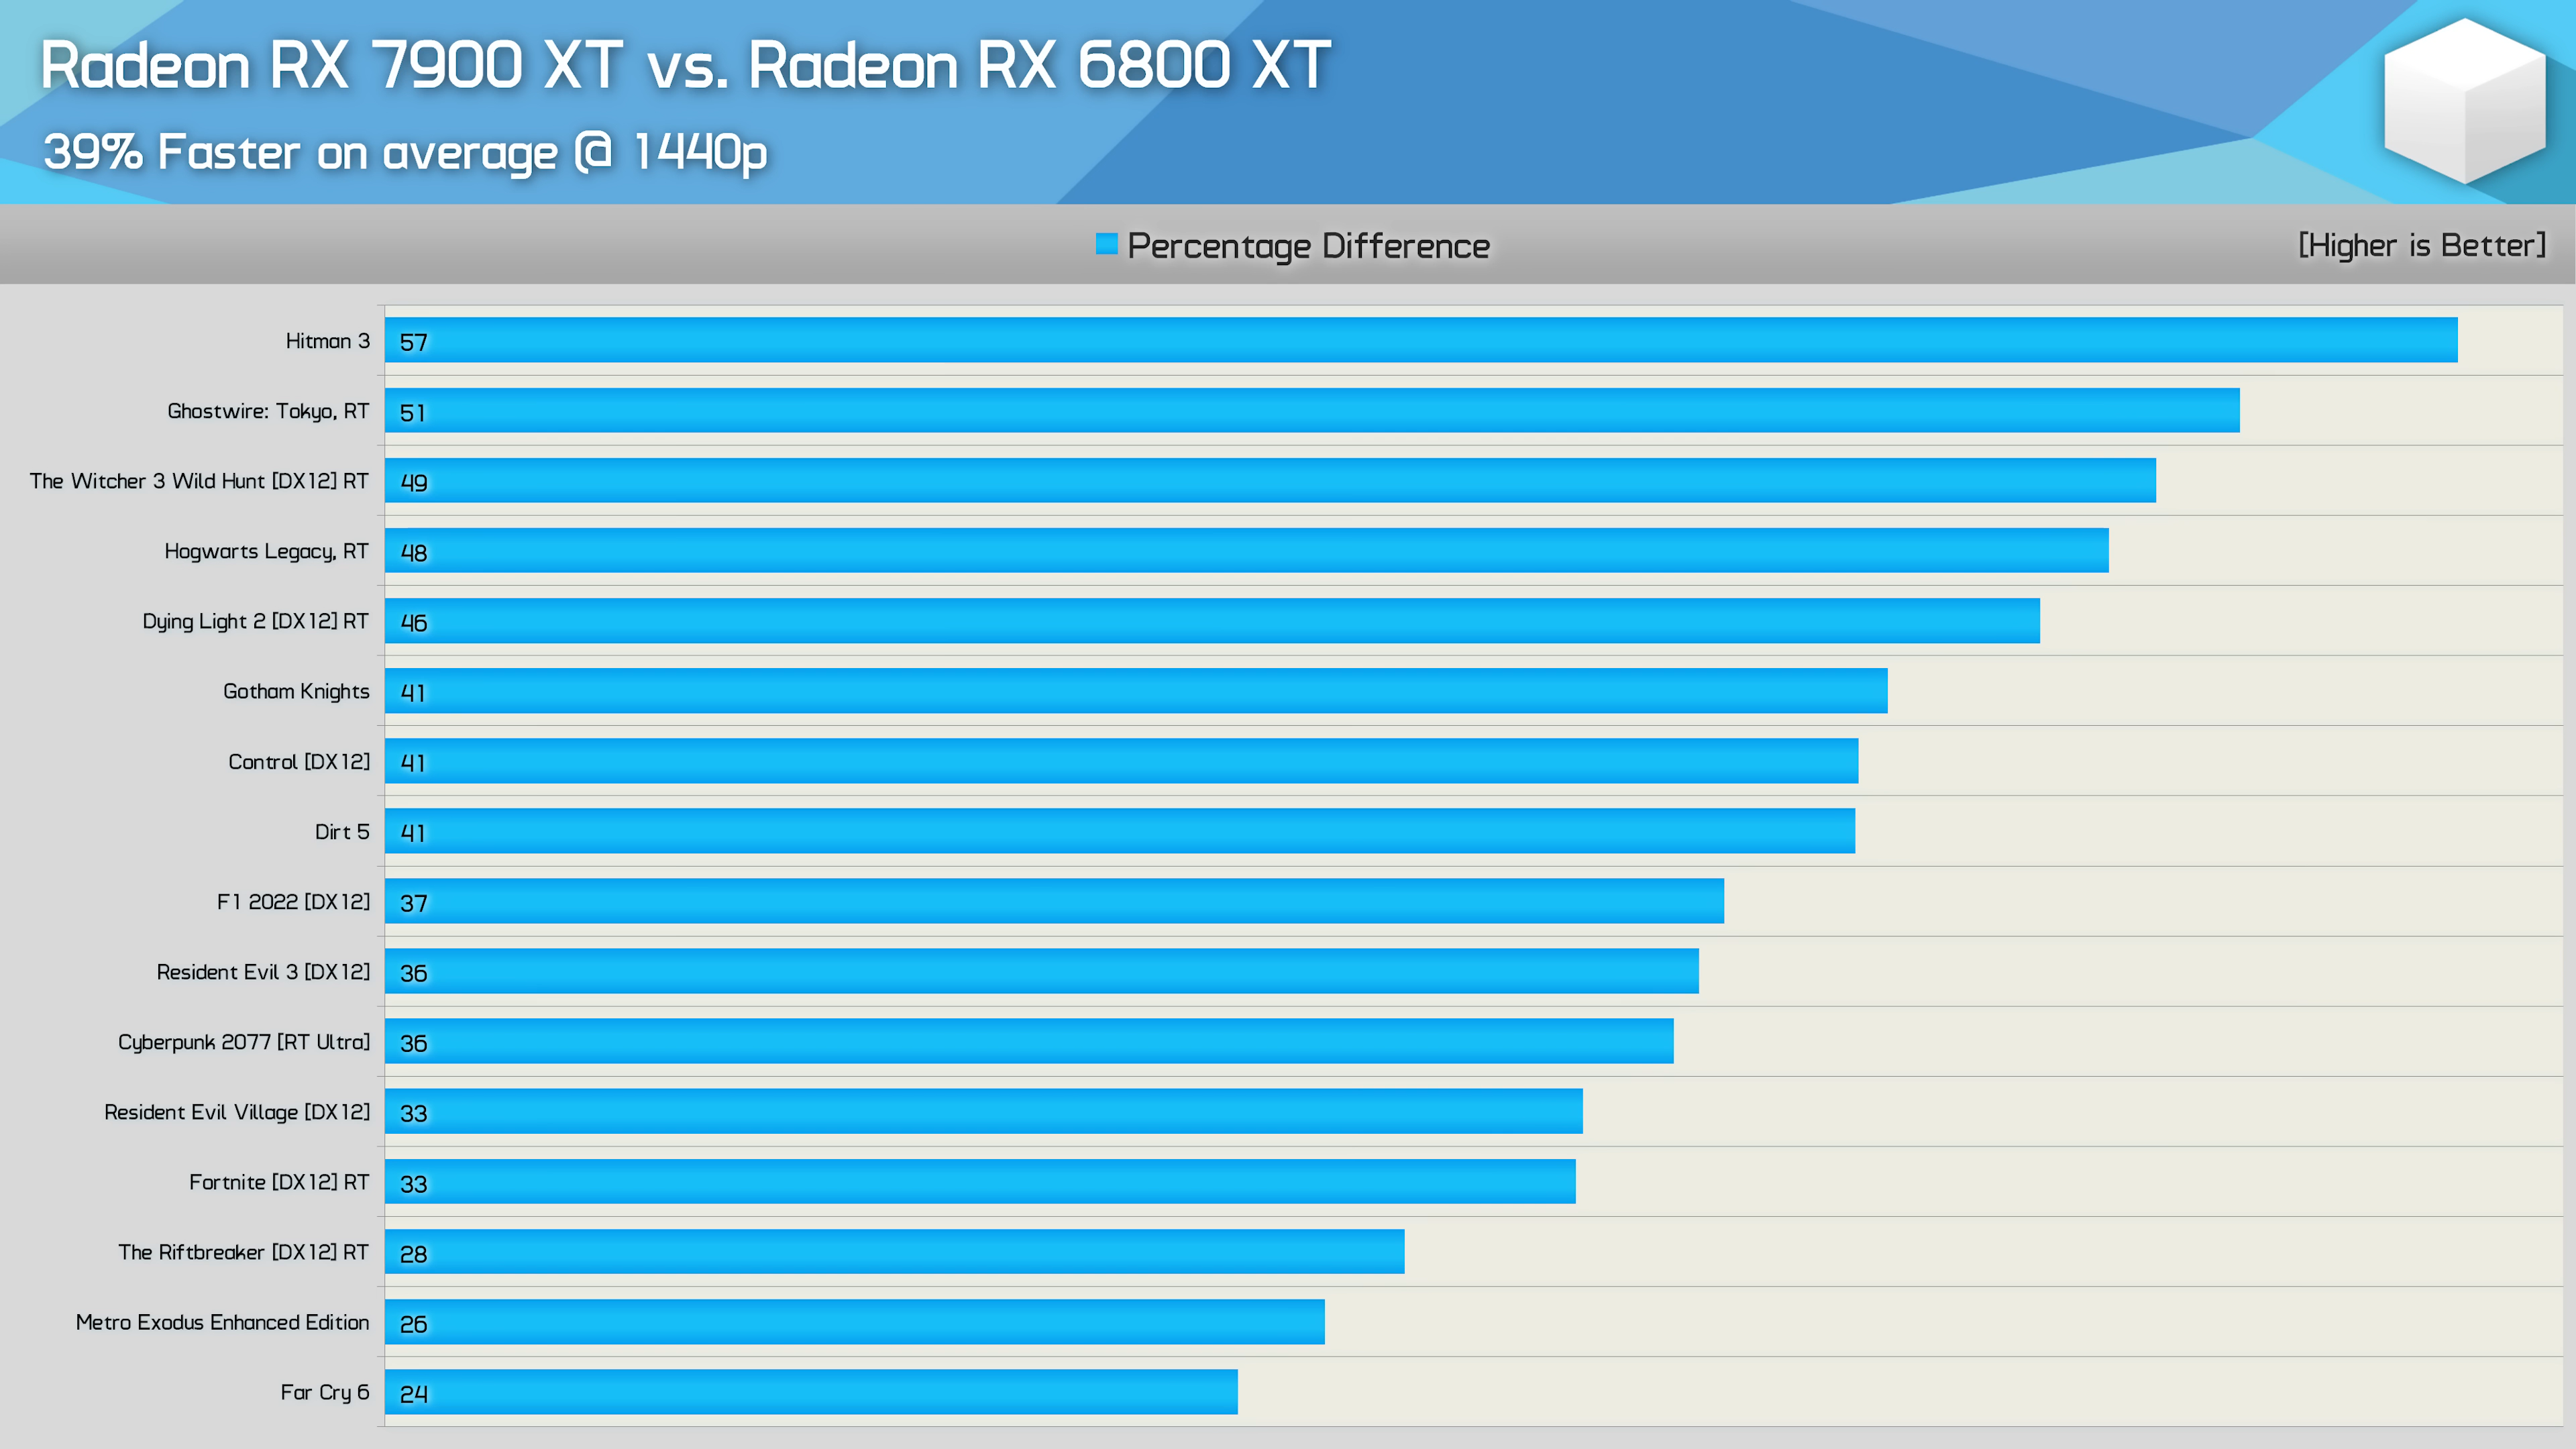 Radeon RX 7900 XT vs. Radeon RX 6800 XT
39% Faster on average @ 1440p
Percentage Difference
[Higher is Better]
Hitman 3 57
Ghostwire: Tokyo, RT 51
The Witcher 3 Wild Hunt [DX12] RT 49
Hogwarts Legacy, RT 48
Dying Light 2 [DX12] RT 46
Gotham Knights 41
Control [DX12] 41
Dirt 5 41
F1 2022 [DX12] 37
Resident Evil 3 [DX12] 36
Cyberpunk 2077 [RT Ultra] 36
Resident Evil Village [DX12] 33
Fortnite [DX12] RT 33
The Riftbreaker [DX12] RT 28
Metro Exodus Enhanced Edition 26
Far Cry 6 24